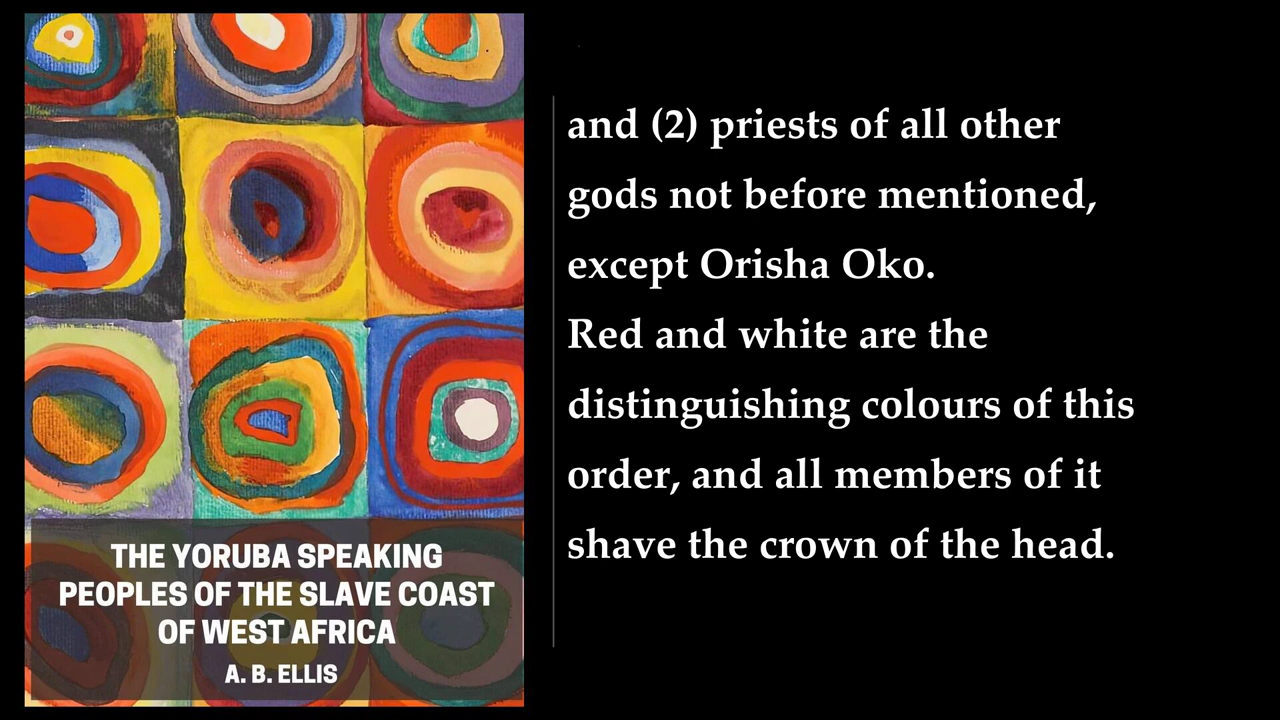 THE YORUBA SPEAKING
PEOPLES OF THE SLAVE COAST
OF WEST AFRICA
A. B. ELLIS
and (2) priests of all other
gods not before mentioned,
except Orisha Oko.
Red and white are the
distinguishing colours of this
order, and all members of it
shave the crown of the head.